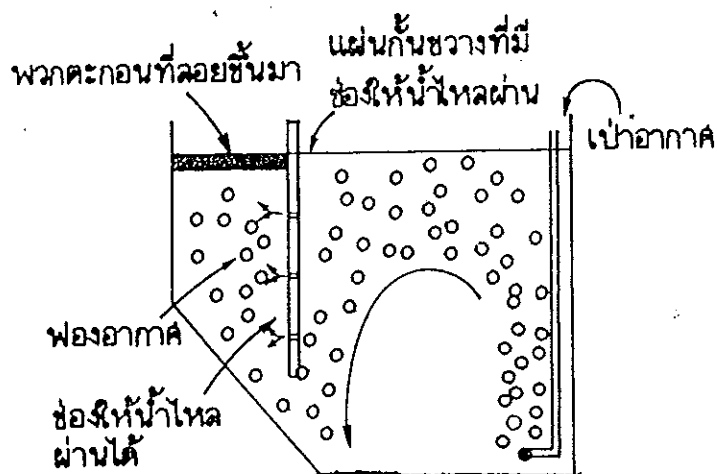 แผ่นกั้นขวางที่มี
ช่องให้น้ำไหลผ่าน
พวกตะกอนที่ลอยขึ้นมา
เป่าอากาศ
ฟองอากาศ
ช่องให้น้ำไหล
ผ่านได้